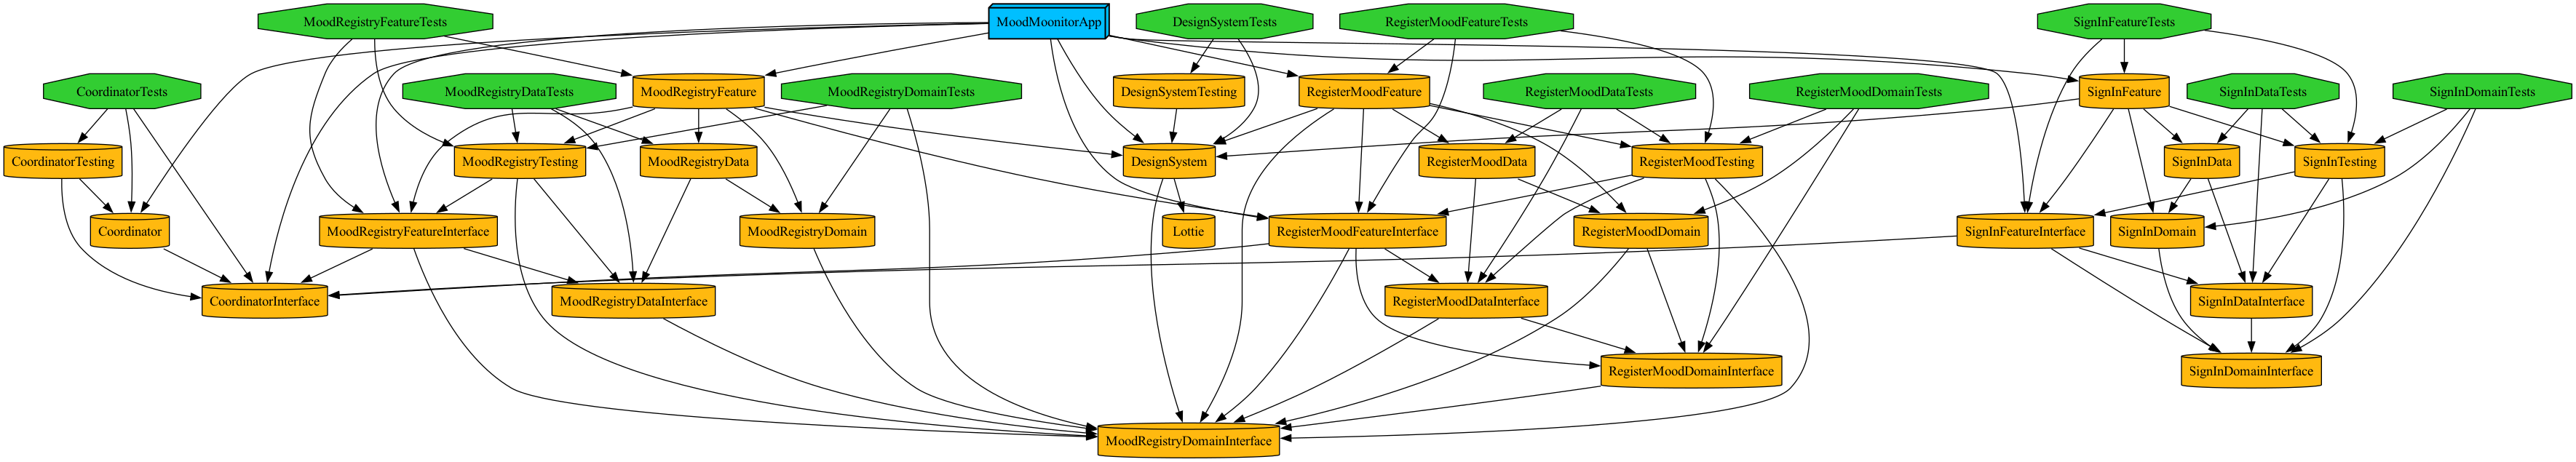 MoodRegistryFeatureTests
MoodMoonitorApp
DesignSystemTests
RegisterMoodFeatureTests
SignInFeatureTests
CoordinatorTests
MoodRegistryDataTests
MoodRegistryFeature
MoodRegistryDomainTests
DesignSystemTesting
RegisterMoodFeature
RegisterMoodDataTests
RegisterMoodDomainTests
SignInFeature
SignInDataTests
SignInDomainTests
CoordinatorTesting
MoodRegistryTesting
MoodRegistryData
DesignSystem
RegisterMoodData
RegisterMoodTesting
SignInData
SignInTesting
Coordinator
MoodRegistryFeatureInterface
MoodRegistryDomain
Lottie
RegisterMoodFeatureInterface
RegisterMoodDomain
SignInFeatureInterface
SignInDomain
CoordinatorInterface
MoodRegistryDataInterface
RegisterMoodDataInterface
SignInDataInterface
RegisterMoodDomainInterface
SignInDomainInterface
MoodRegistryDomainInterface